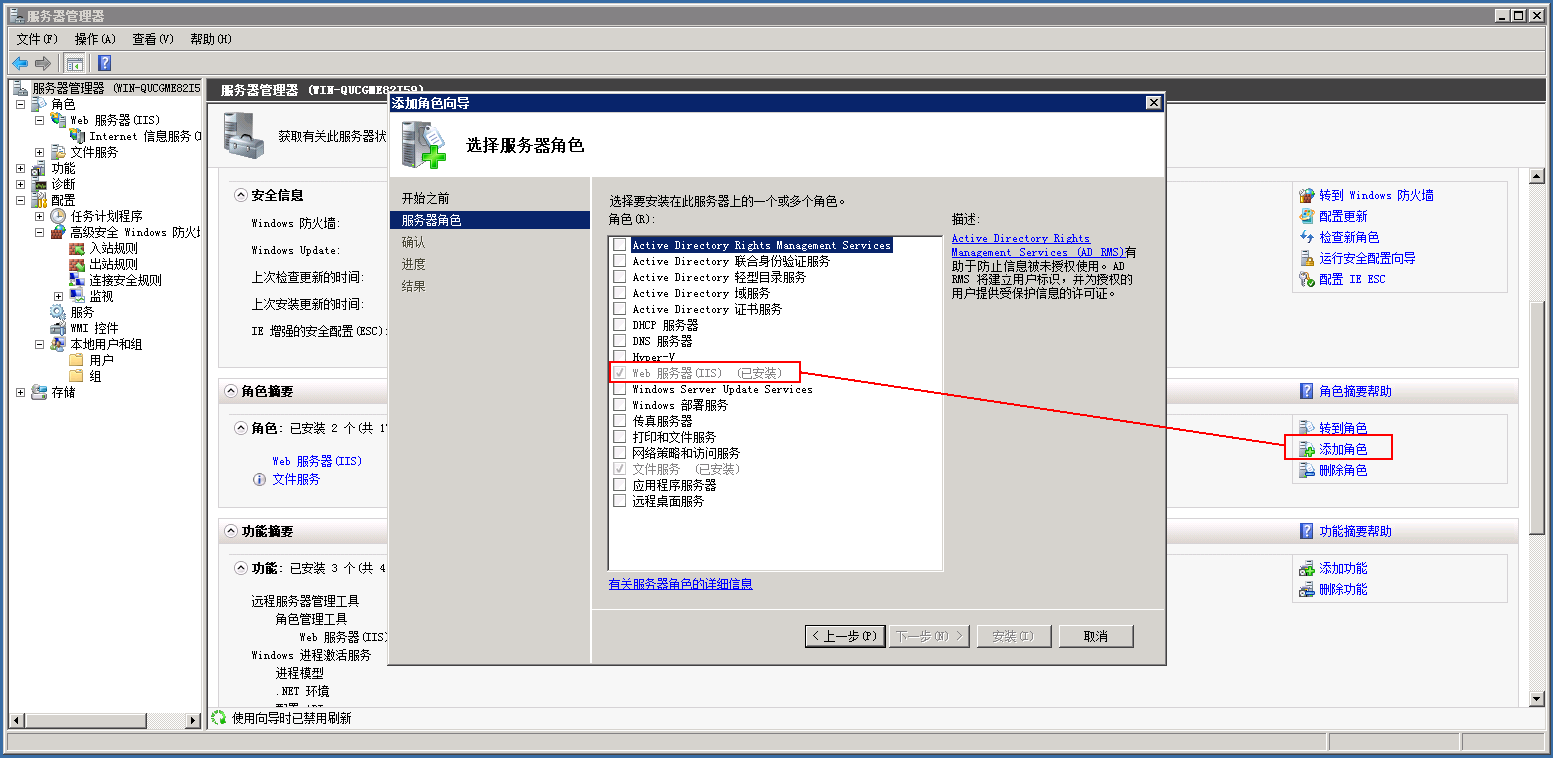 服务器管理器
文件(F) 操作(A) 查看(V) 帮助(H)
服务器管理器 (WIN-QUCGME82I5
角色
Web 服务器(IIS)
Internet 信息服务(I
文件服务
功能
诊断
配置
任务计划程序
高级安全 Windows 防火墙
入站规则
出站规则
连接安全规则
监视
服务
WMI 控件
本地用户和组
用户
组
存储
服务器管理器 (WIN-QUCGME82I59)
获取有关此服务器状
安全信息
Windows 防火墙:
Windows Update:
上次检查更新的时间:
上次安装更新的时间:
IE 增强的安全配置(ESC):
转到 Windows 防火墙
配置更新
检查新角色
运行安全配置向导
配置 IE ESC
角色摘要
角色摘要帮助
角色: 已安装 2 个(共 17
Web 服务器(IIS)
文件服务
转到角色
添加角色
删除角色
功能摘要
功能摘要帮助
功能: 已安装 3 个(共 4
远程服务器管理工具
角色管理工具
Web 服务器(IIS)
Windows 进程激活服务
进程模型
.NET 环境
添加功能
删除功能
使用向导时已禁用刷新
添加角色向导
选择服务器角色
开始之前
服务器角色
确认
进度
结果
选择要安装在此服务器上的一个或多个角色。
角色(R):
Active Directory Rights Management Services
Active Directory 联合身份验证服务
Active Directory 轻型目录服务
Active Directory 域服务
Active Directory 证书服务
DHCP 服务器
DNS 服务器
Hyper-V
Web 服务器(IIS) (已安装)
Windows Server Update Services
Windows 部署服务
传真服务器
打印和文件服务
网络策略和访问服务
文件服务 (已安装)
应用程序服务器
远程桌面服务
有关服务器角色的详细信息
描述:
Active Directory Rights
Management Services (AD RMS)有
助于防止信息被未授权使用。AD
RMS 将建立用户标识，并为授权的
用户提供受保护信息的许可证。
< 上一步(P) 下一步(N) > 安装(I) 取消